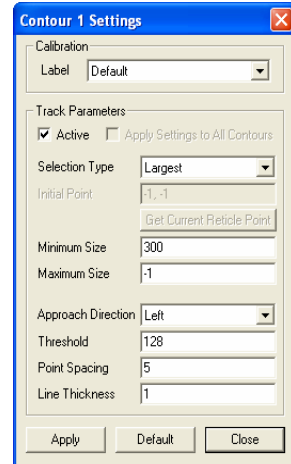 Contour 1 Settings
Calibration
Label Default
Track Parameters
Active Apply Settings to All Contours
Selection Type Largest
Initial Point -1, -1
Get Current Reticle Point
Minimum Size 300
Maximum Size -1
Approach Direction Left
Threshold 128
Point Spacing 5
Line Thickness 1
Apply Default Close